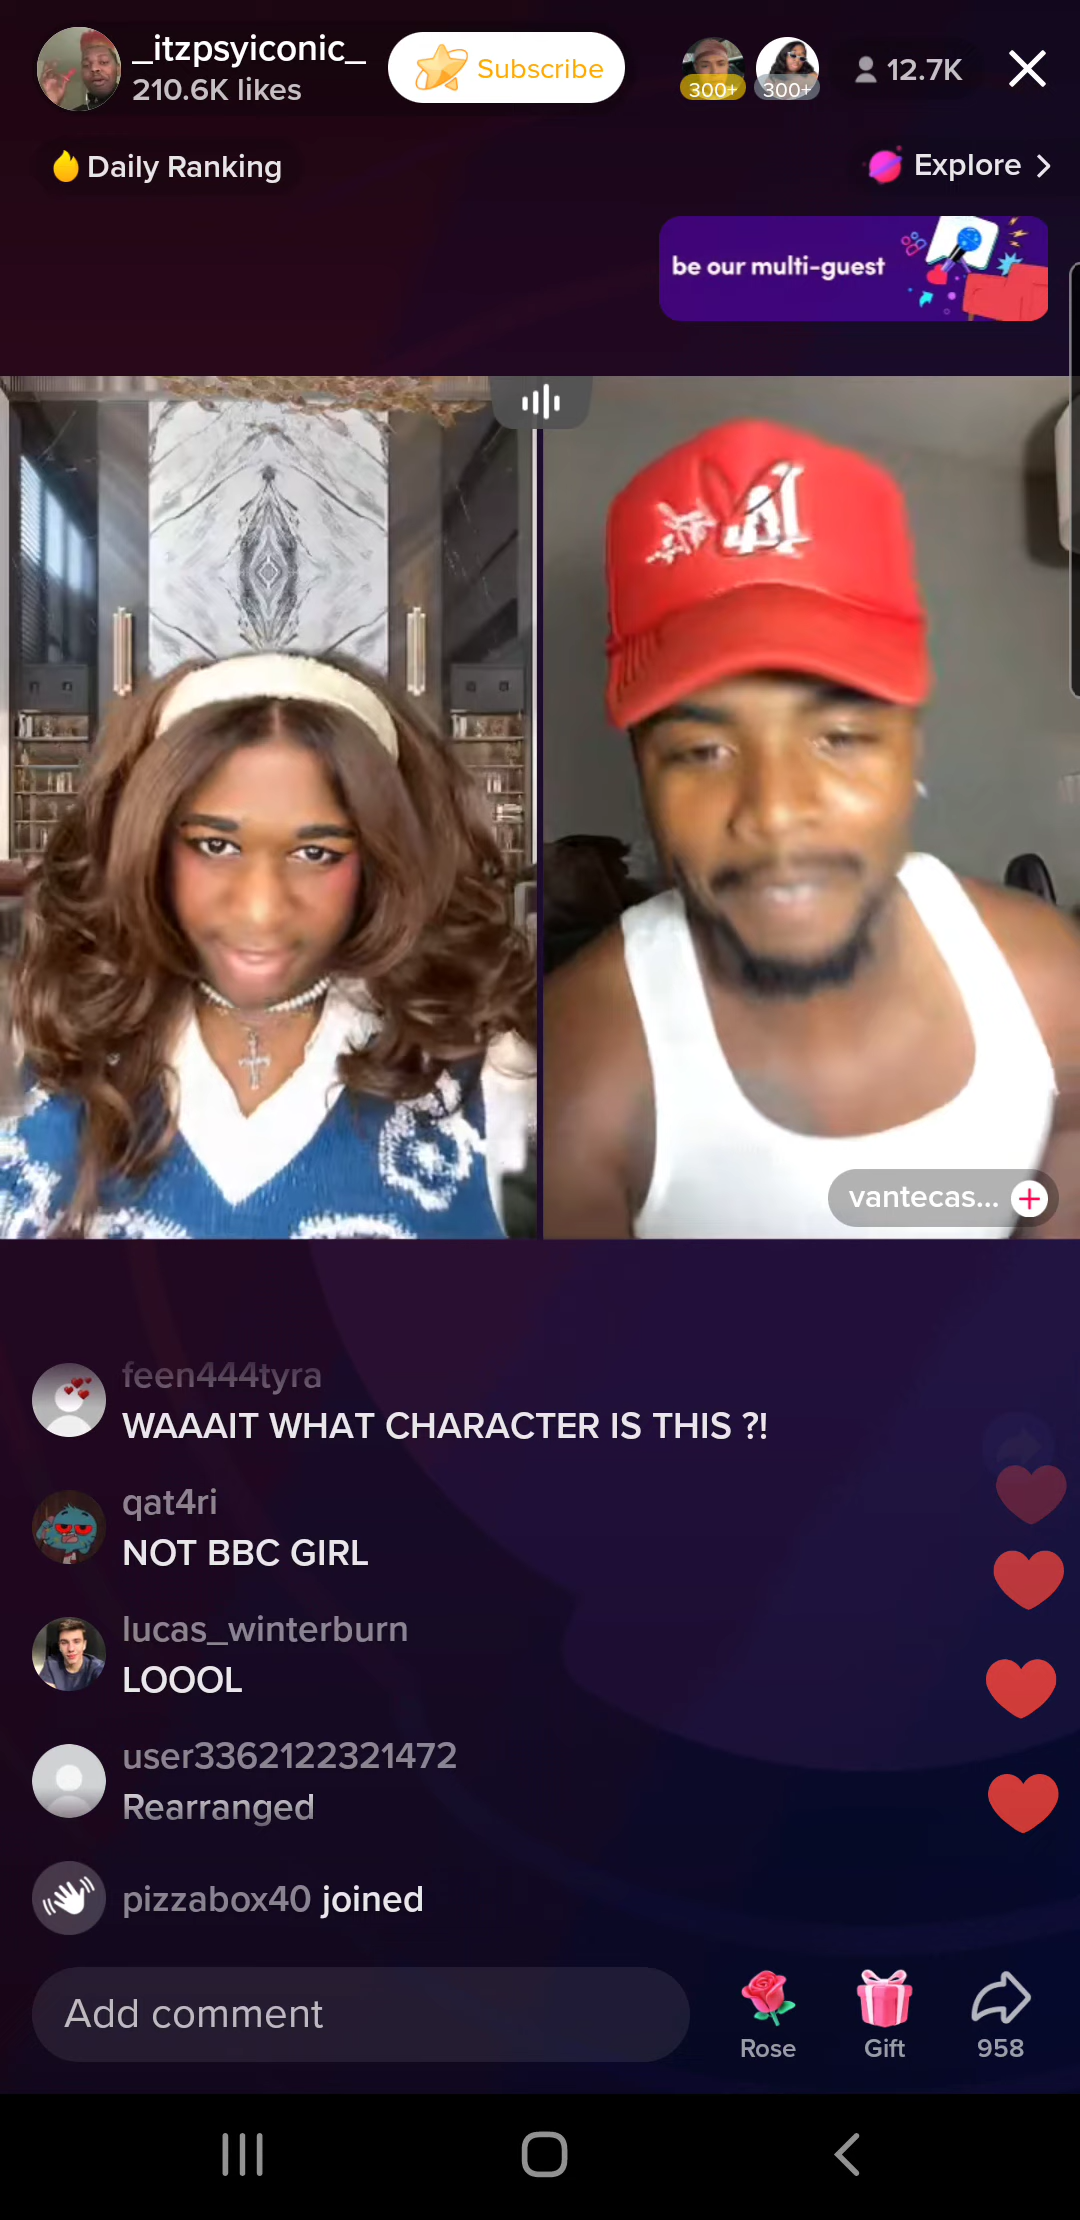 _itzpsyiconic_
210.6K likes
Subscribe
300+
300+
12.7K
Daily Ranking
Explore >
be our multi-guest
vantecas...
feen444tyra
WAAAIT WHAT CHARACTER IS THIS ?!
qat4ri
NOT BBC GIRL
lucas_winterburn
LOOOL
user3362122321472
Rearranged
pizzabox40 joined
Add comment
Rose
Gift
958